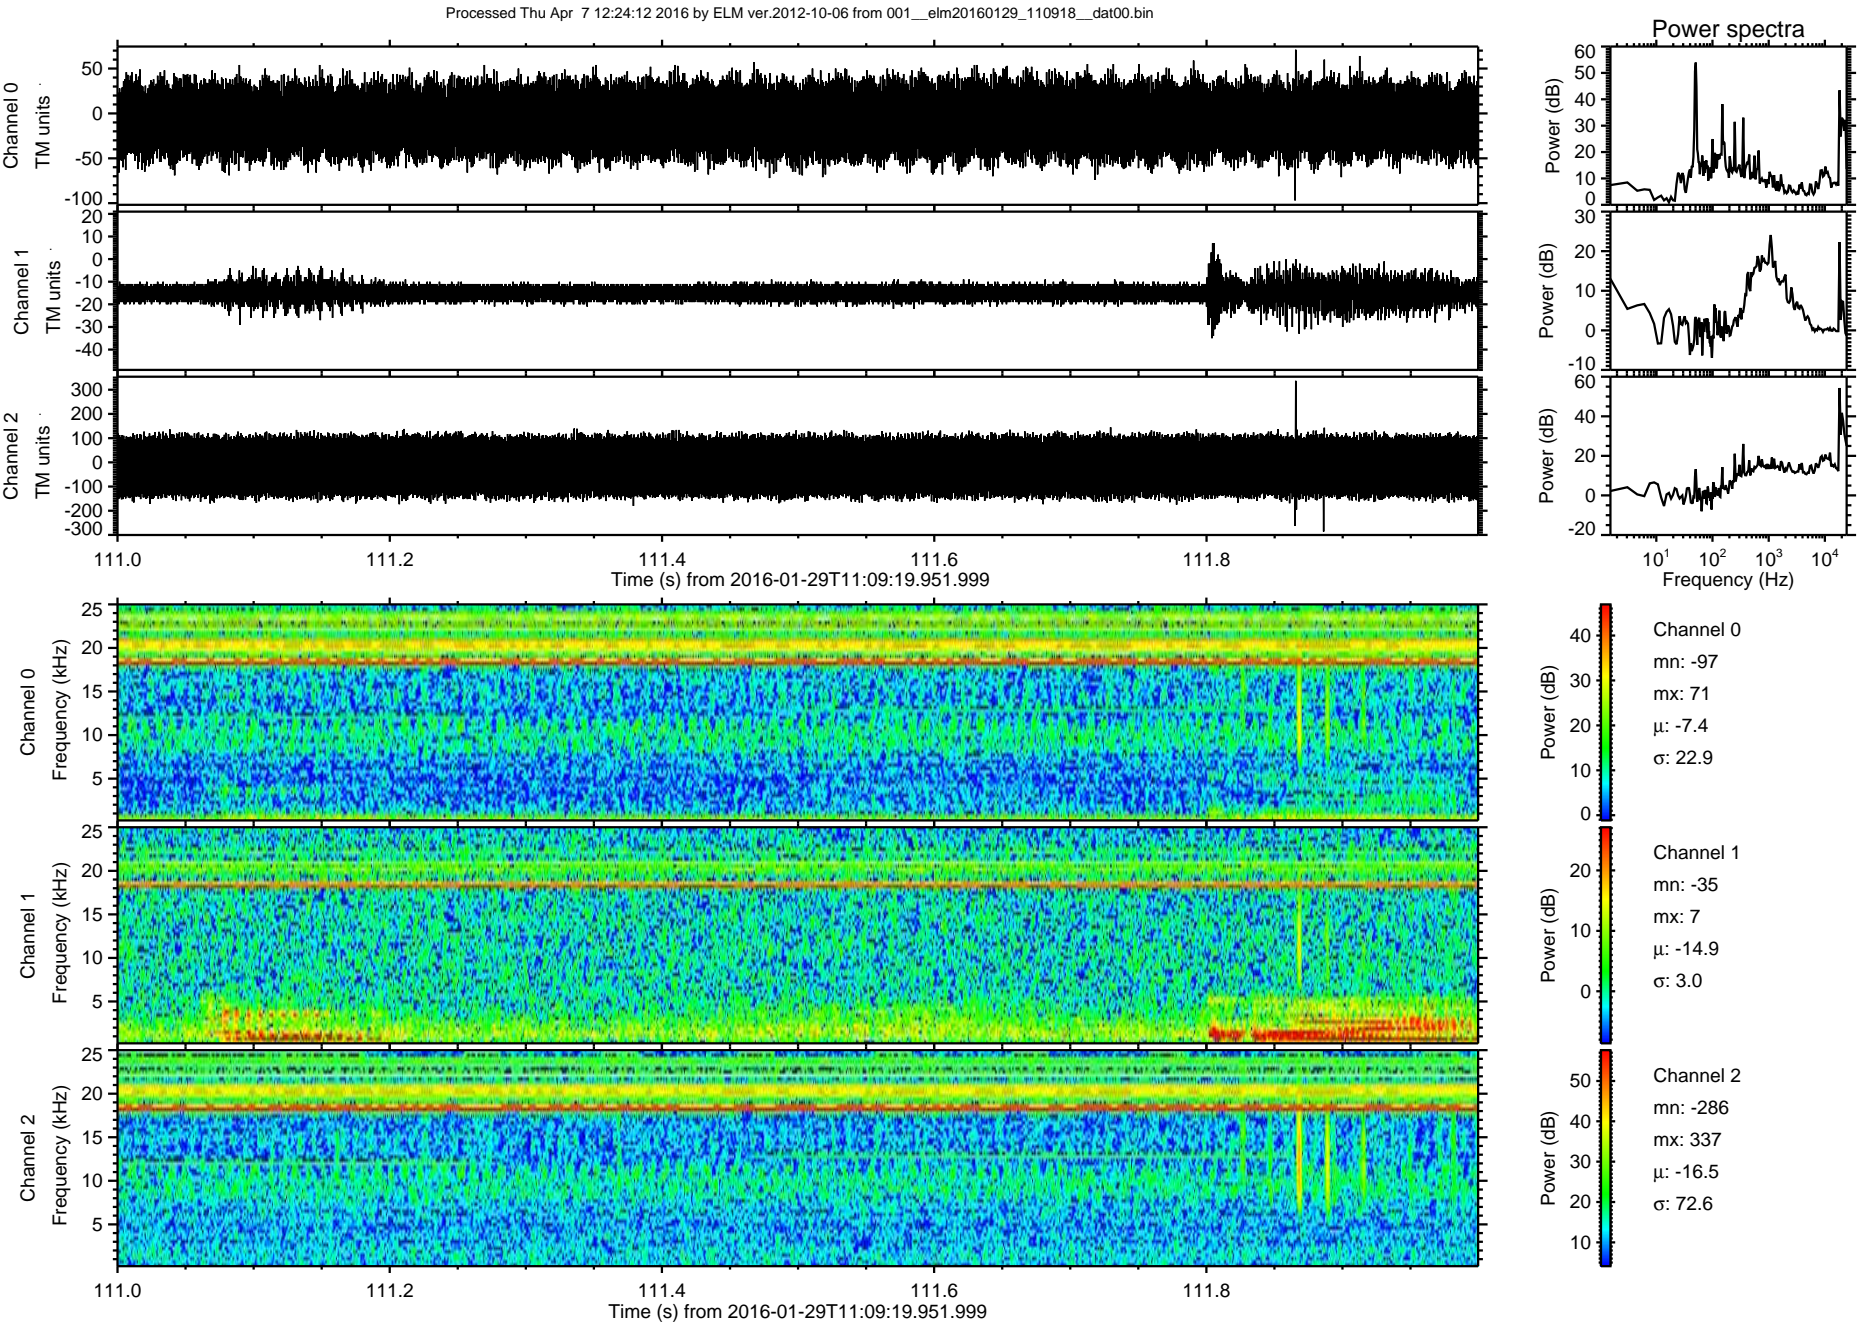 Processed Thu Apr  7 12:24:12 2016 by ELM ver.2012-10-06 from 001__elm20160129_110918__dat00.bin
Power spectra
Channel 0
TM units
50
0
-50
-100
Power (dB)
60
50
40
30
20
10
0
Channel 1
TM units
20
10
0
-10
-20
-30
-40
Power (dB)
30
20
10
0
-10
Channel 2
TM units
300
200
100
0
-100
-200
-300
Power (dB)
60
40
20
0
-20
111.0 111.2 111.4 111.6 111.8
Time (s) from 2016-01-29T11:09:19.951.999
10¹ 10² 10³ 10⁴
Frequency (Hz)
Channel 0
Frequency (kHz)
25
20
15
10
5
Power (dB)
40
30
20
10
0
Channel 0
mn: -97
mx: 71
μ: -7.4
σ: 22.9
Channel 1
Frequency (kHz)
25
20
15
10
5
Power (dB)
20
10
0
Channel 1
mn: -35
mx: 7
μ: -14.9
σ: 3.0
Channel 2
Frequency (kHz)
25
20
15
10
5
Power (dB)
50
40
30
20
10
Channel 2
mn: -286
mx: 337
μ: -16.5
σ: 72.6
111.0 111.2 111.4 111.6 111.8
Time (s) from 2016-01-29T11:09:19.951.999